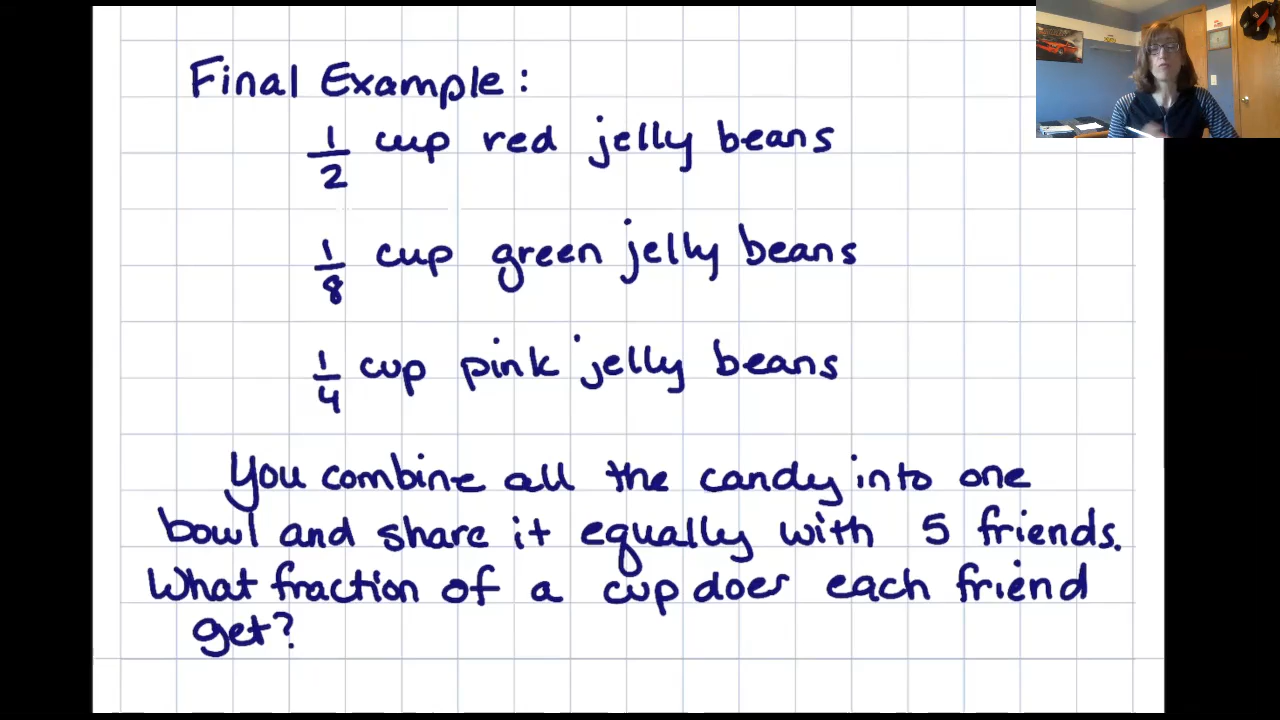 Final Example:
1/2 cup red jelly beans
1/8 cup green jelly beans
1/4 cup pink jelly beans
You combine all the candy into one
bowl and share it equally with 5 friends.
What fraction of a cup does each friend
get?